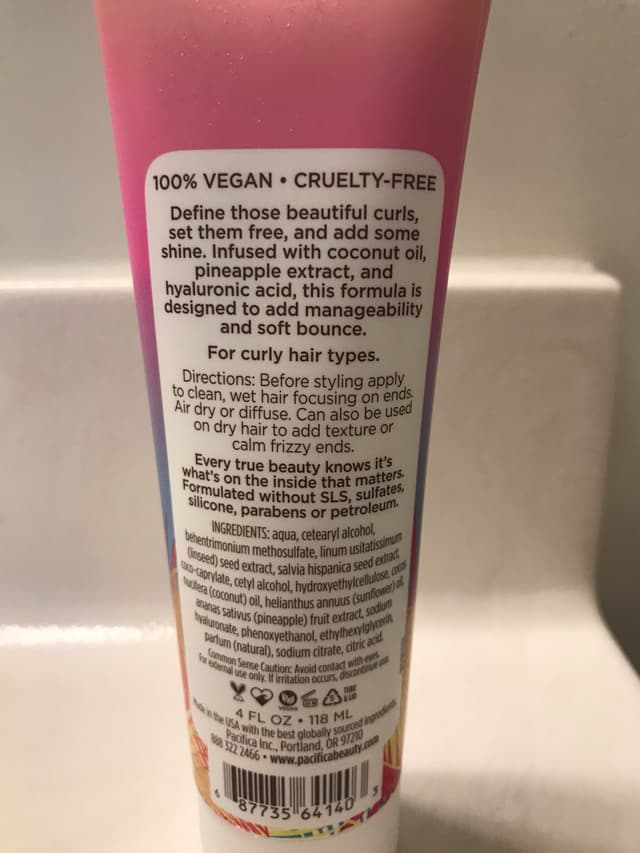 100% VEGAN • CRUELTY-FREE
Define those beautiful curls,
set them free, and add some
shine. Infused with coconut oil,
pineapple extract, and
hyaluronic acid, this formula is
designed to add manageability
and soft bounce.
For curly hair types.
Directions: Before styling apply
to clean, wet hair focusing on ends.
Air dry or diffuse. Can also be used
on dry hair to add texture or
calm frizzy ends.
Every true beauty knows it's
what's on the inside that matters.
Formulated without SLS, sulfates,
silicone, parabens or petroleum.
INGREDIENTS: aqua, cetearyl alcohol,
behentrimonium methosulfate, linum usitatissimum
(linseed) seed extract, salvia hispanica seed extract,
coco-caprylate, cetyl alcohol, hydroxyethylcellulose, cocos
nucifera (coconut) oil, helianthus annuus (sunflower) oil,
ananas sativus (pineapple) fruit extract, sodium
hyaluronate, phenoxyethanol, ethylhexylglycerin,
parfum (natural), sodium citrate, citric acid.
Common Sense Caution: Avoid contact with eyes.
For external use only. If irritation occurs, discontinue use.
VEGAN
TUBE
& LID
4 FL OZ • 118 ML
Made in the USA with the best globally sourced ingredients.
Pacifica Inc., Portland, OR 97210
888 322 2466 • www.pacificabeauty.com
6 87735 64140 3